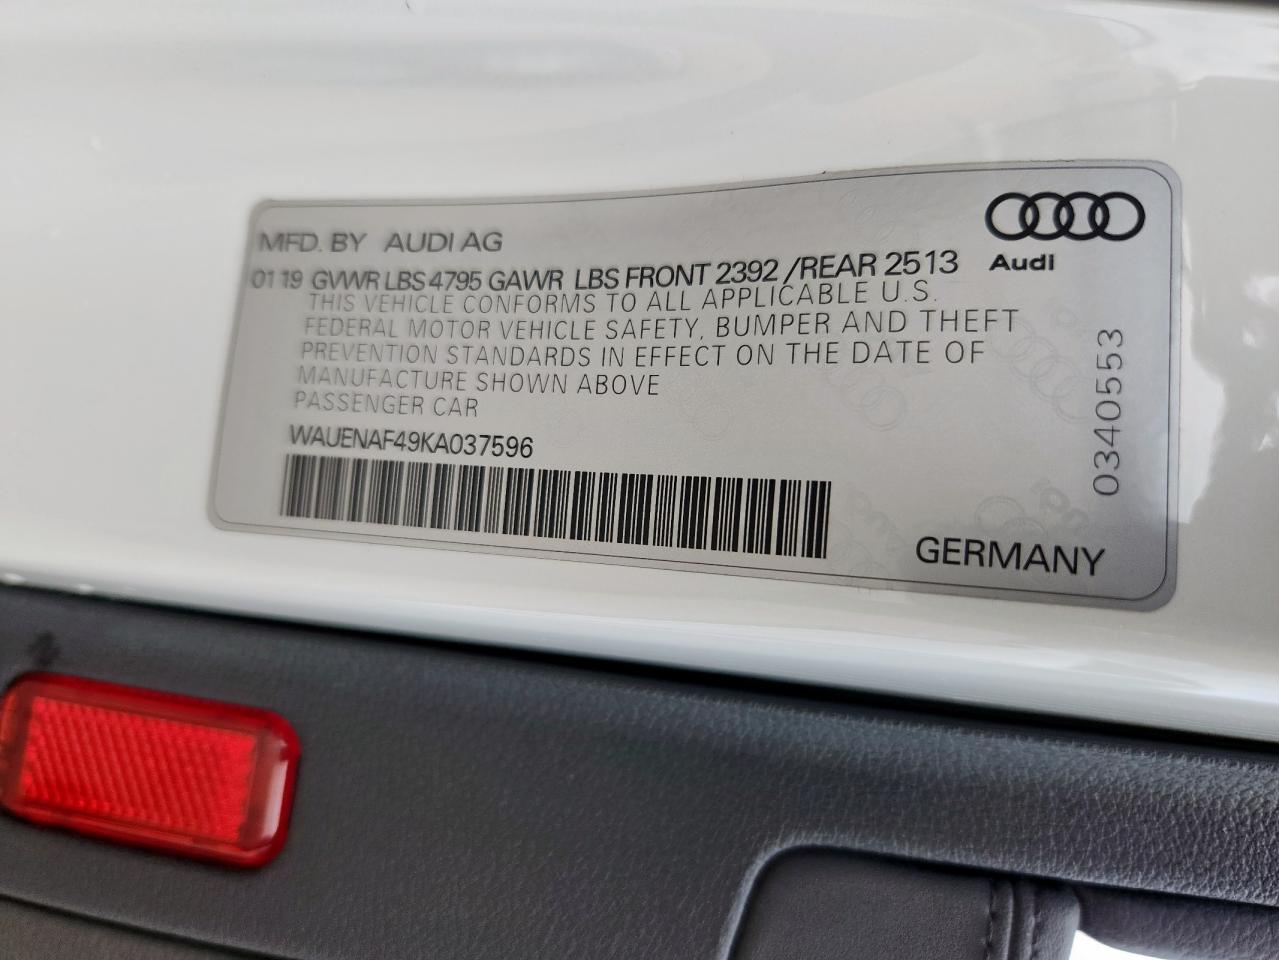 MFD. BY AUDI AG
Audi
01 19 GVWR LBS 4795 GAWR LBS FRONT 2392 /REAR 2513
THIS VEHICLE CONFORMS TO ALL APPLICABLE U.S.
FEDERAL MOTOR VEHICLE SAFETY, BUMPER AND THEFT
PREVENTION STANDARDS IN EFFECT ON THE DATE OF
MANUFACTURE SHOWN ABOVE
PASSENGER CAR
WAUENAF49KA037596
0340553
GERMANY